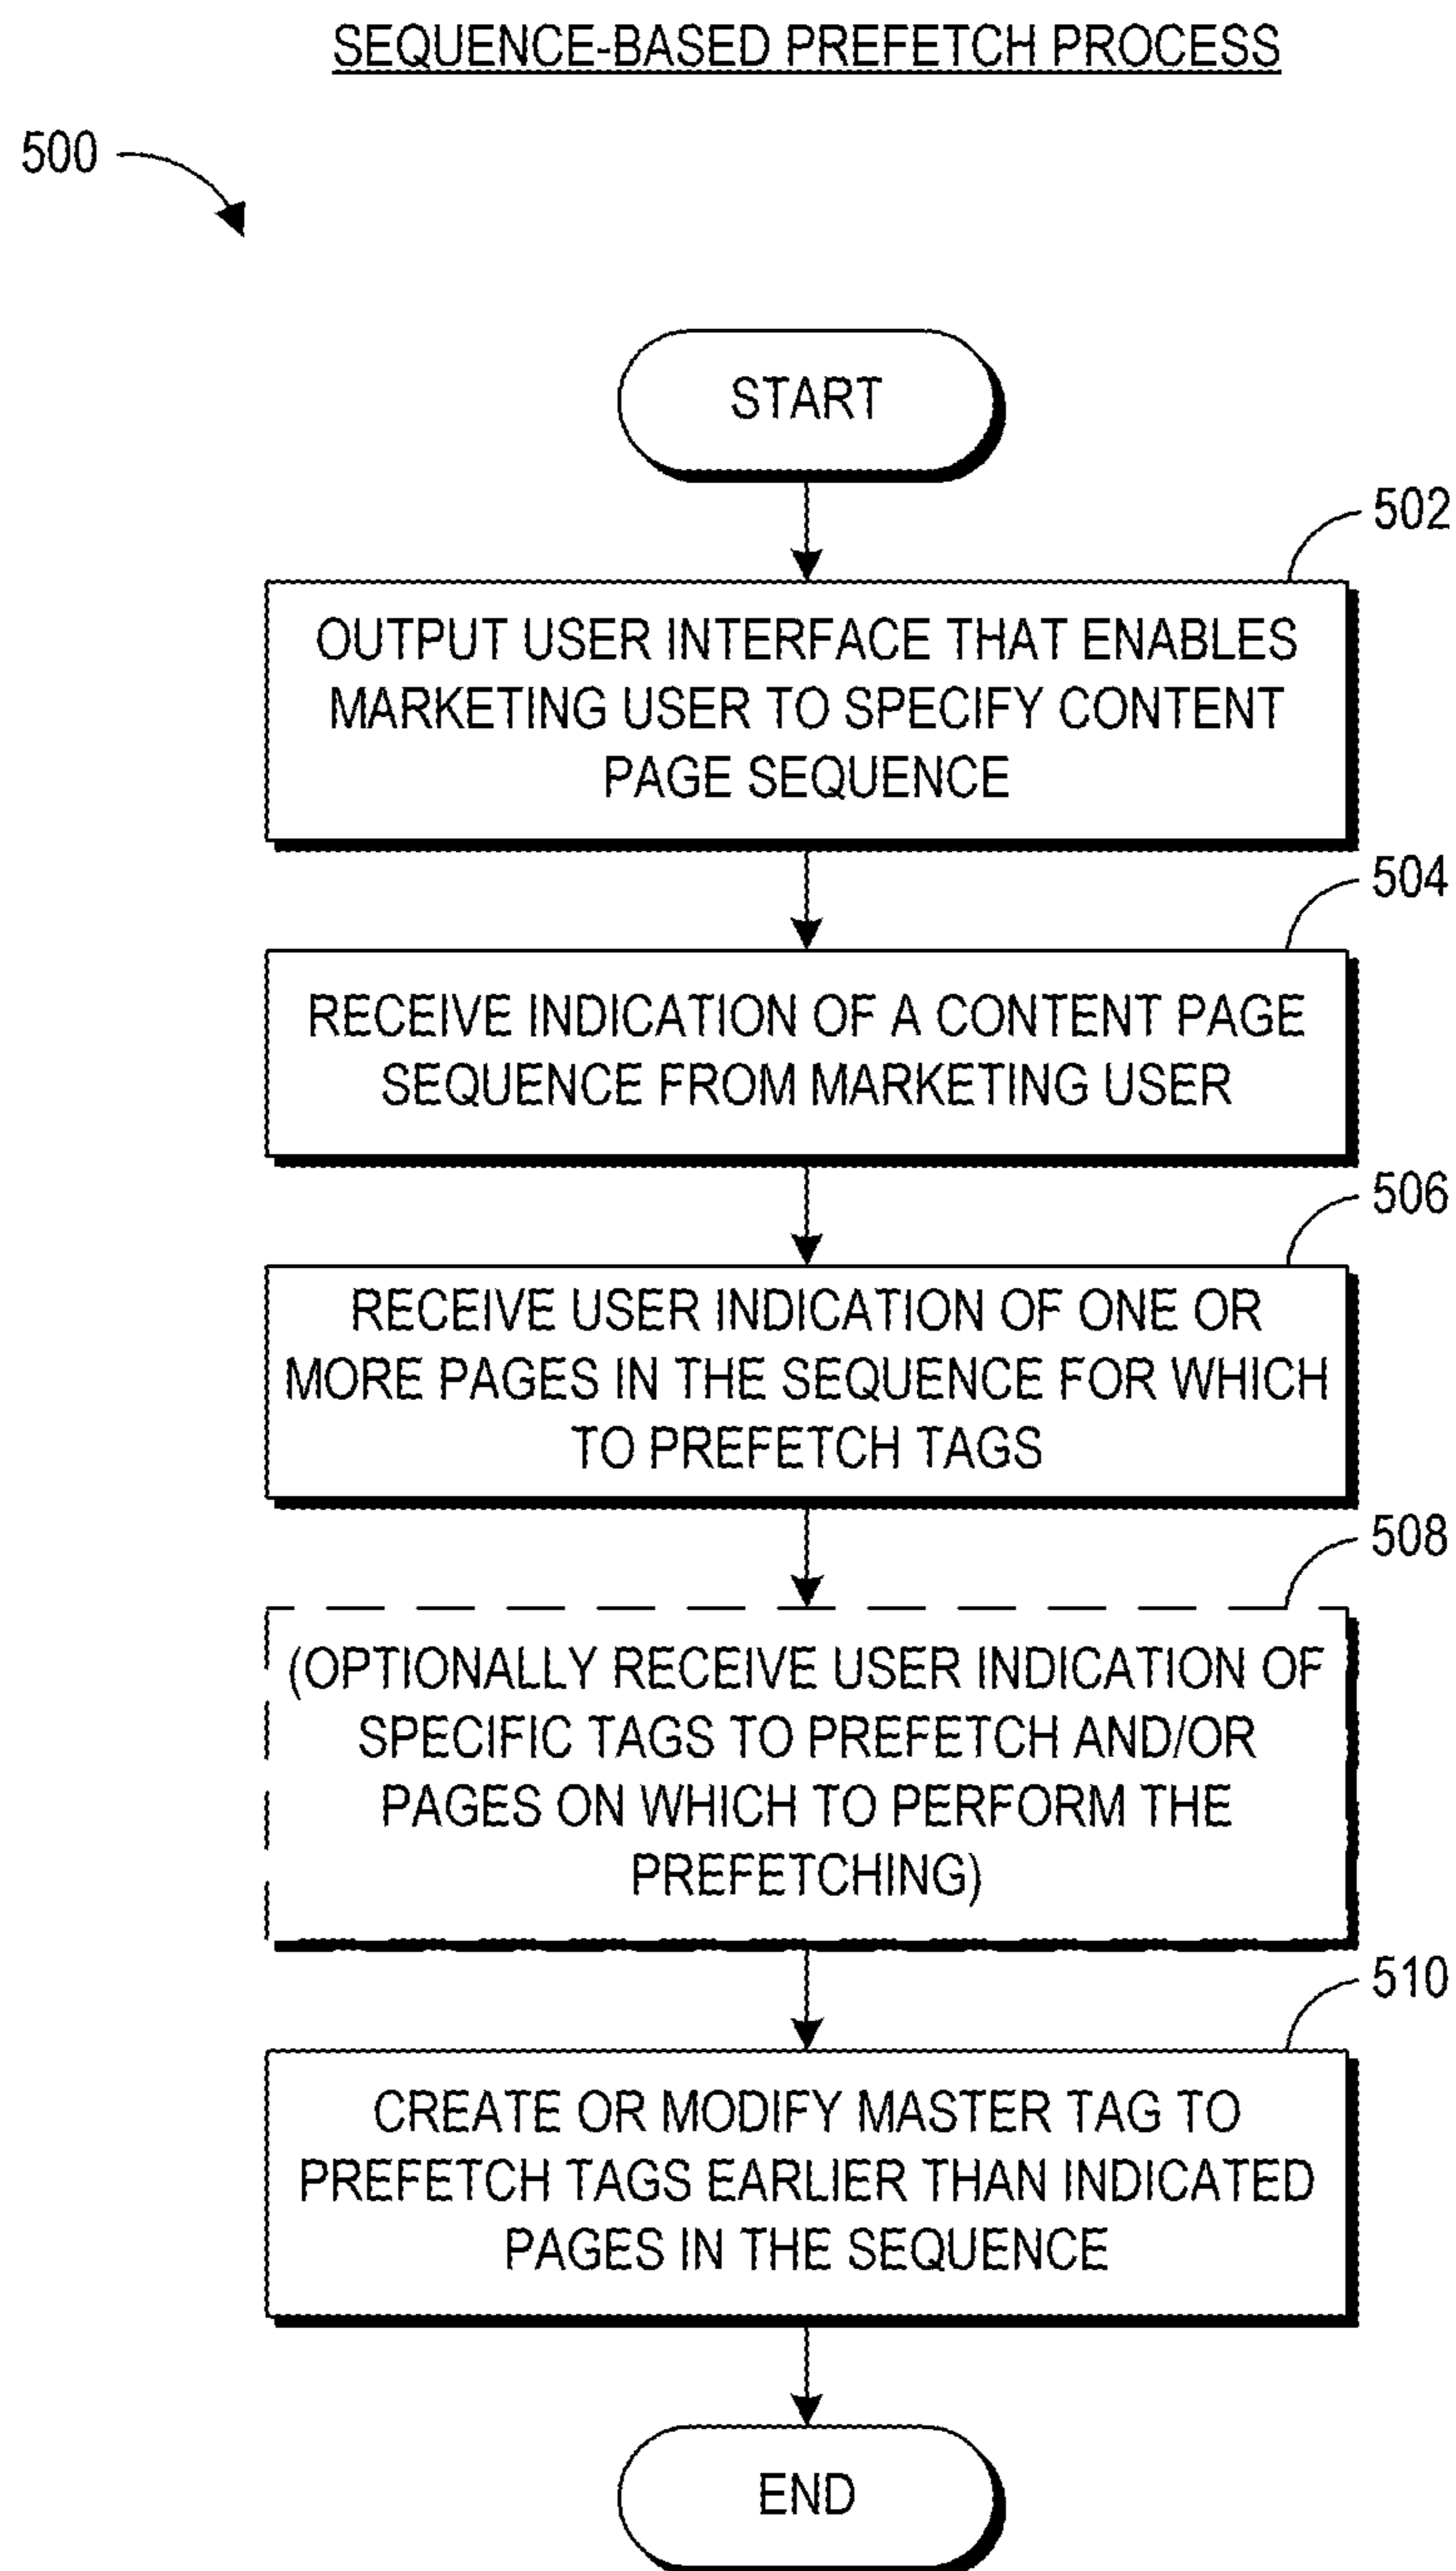 SEQUENCE-BASED PREFETCH PROCESS
500
START
502
OUTPUT USER INTERFACE THAT ENABLES
MARKETING USER TO SPECIFY CONTENT
PAGE SEQUENCE
504
RECEIVE INDICATION OF A CONTENT PAGE
SEQUENCE FROM MARKETING USER
506
RECEIVE USER INDICATION OF ONE OR
MORE PAGES IN THE SEQUENCE FOR WHICH
TO PREFETCH TAGS
508
(OPTIONALLY RECEIVE USER INDICATION OF
SPECIFIC TAGS TO PREFETCH AND/OR
PAGES ON WHICH TO PERFORM THE
PREFETCHING)
510
CREATE OR MODIFY MASTER TAG TO
PREFETCH TAGS EARLIER THAN INDICATED
PAGES IN THE SEQUENCE
END